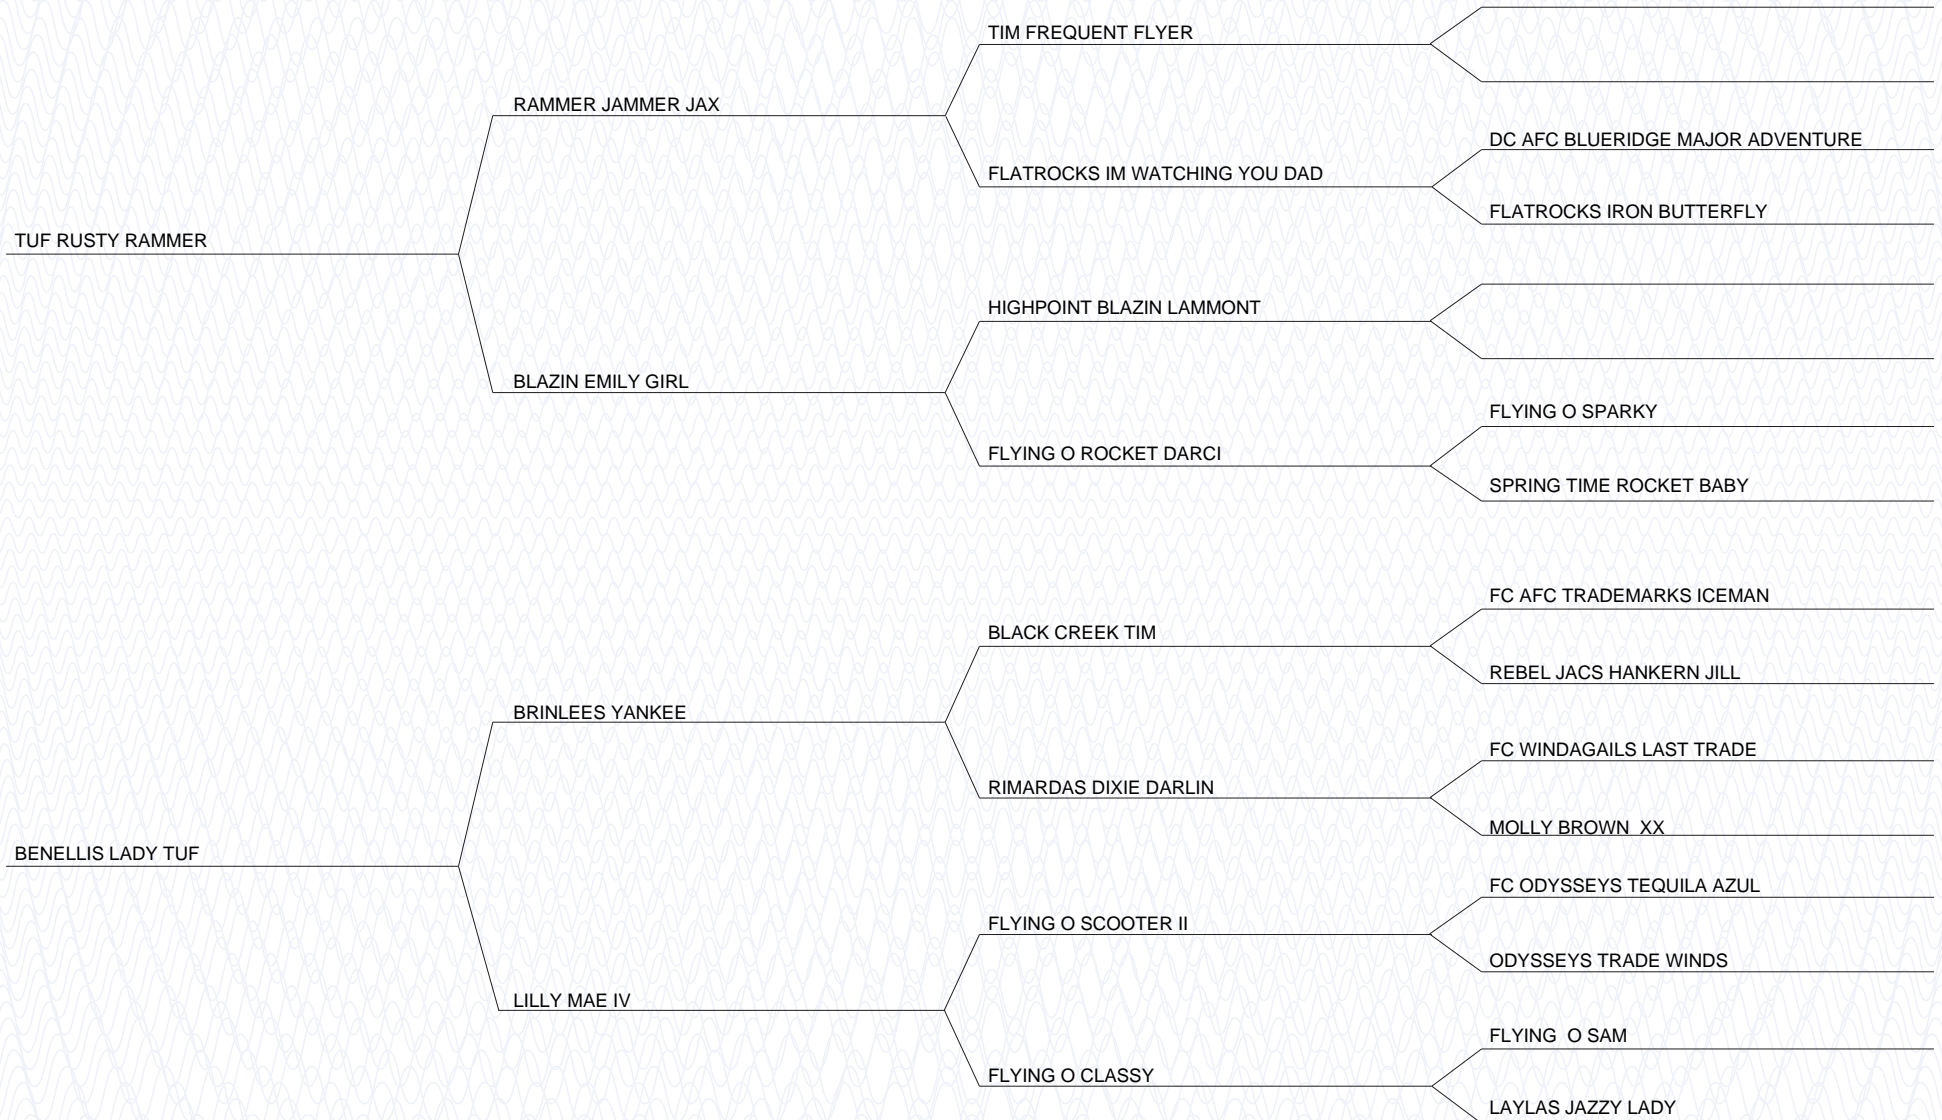 TIM FREQUENT FLYER
RAMMER JAMMER JAX
DC AFC BLUERIDGE MAJOR ADVENTURE
FLATROCKS IM WATCHING YOU DAD
FLATROCKS IRON BUTTERFLY
TUF RUSTY RAMMER
HIGHPOINT BLAZIN LAMMONT
BLAZIN EMILY GIRL
FLYING O SPARKY
FLYING O ROCKET DARCI
SPRING TIME ROCKET BABY
FC AFC TRADEMARKS ICEMAN
BLACK CREEK TIM
REBEL JACS HANKERN JILL
BRINLEES YANKEE
FC WINDAGAILS LAST TRADE
RIMARDAS DIXIE DARLIN
MOLLY BROWN  XX
BENELLIS LADY TUF
FC ODYSSEYS TEQUILA AZUL
FLYING O SCOOTER II
ODYSSEYS TRADE WINDS
LILLY MAE IV
FLYING  O SAM
FLYING O CLASSY
LAYLAS JAZZY LADY